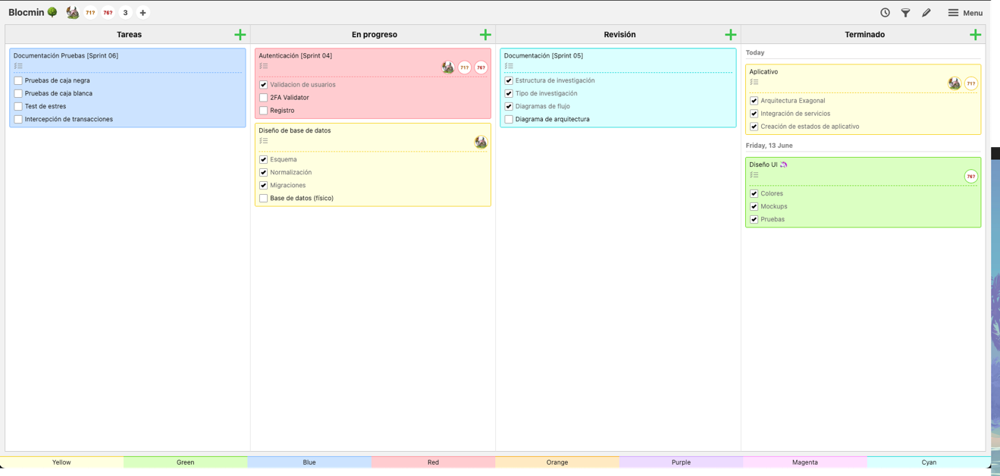 Blocmin
71?
76?
3
Menu
Tareas
Documentación Pruebas [Sprint 06]
Pruebas de caja negra
Pruebas de caja blanca
Test de estres
Intercepción de transacciones
En progreso
Autenticación [Sprint 04]
71?
76?
Validacion de usuarios
2FA Validator
Registro
Diseño de base de datos
Esquema
Normalización
Migraciones
Base de datos (físico)
Revisión
Documentación [Sprint 05]
Estructura de investigación
Tipo de investigación
Diagramas de flujo
Diagrama de arquitectura
Terminado
Today
Aplicativo
71?
Arquitectura Exagonal
Integración de servicios
Creación de estados de aplicativo
Friday, 13 June
Diseño UI
76?
Colores
Mockups
Pruebas
Yellow
Green
Blue
Red
Orange
Purple
Magenta
Cyan